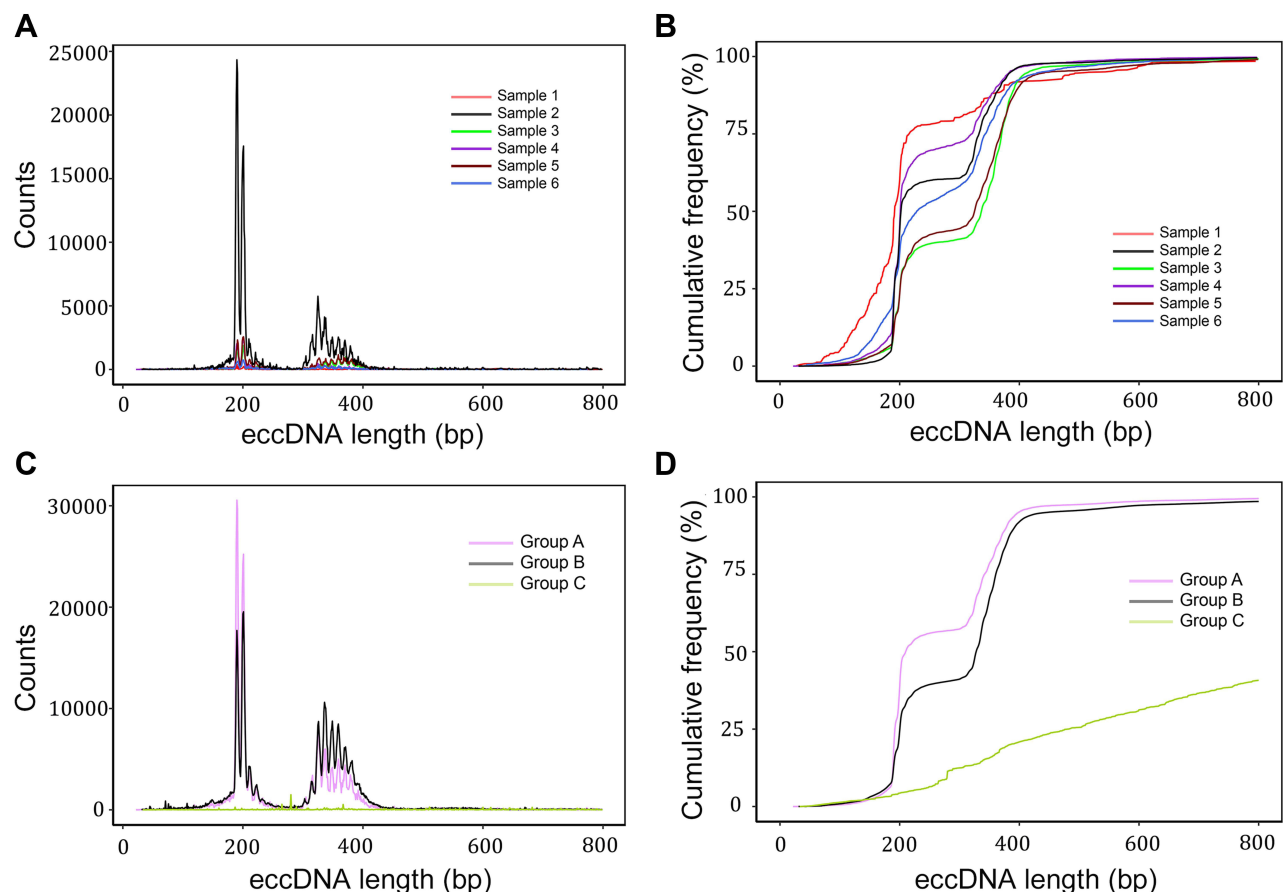 A
25000
20000
15000
10000
5000
0
Counts
Sample 1
Sample 2
Sample 3
Sample 4
Sample 5
Sample 6
0 200 400 600 800
eccDNA length (bp)
B
100
75
50
25
0
Cumulative frequency (%)
Sample 1
Sample 2
Sample 3
Sample 4
Sample 5
Sample 6
0 200 400 600 800
eccDNA length (bp)
C
30000
20000
10000
0
Counts
Group A
Group B
Group C
0 200 400 600 800
eccDNA length (bp)
D
100
75
50
25
0
Cumulative frequency (%)
Group A
Group B
Group C
0 200 400 600 800
eccDNA length (bp)